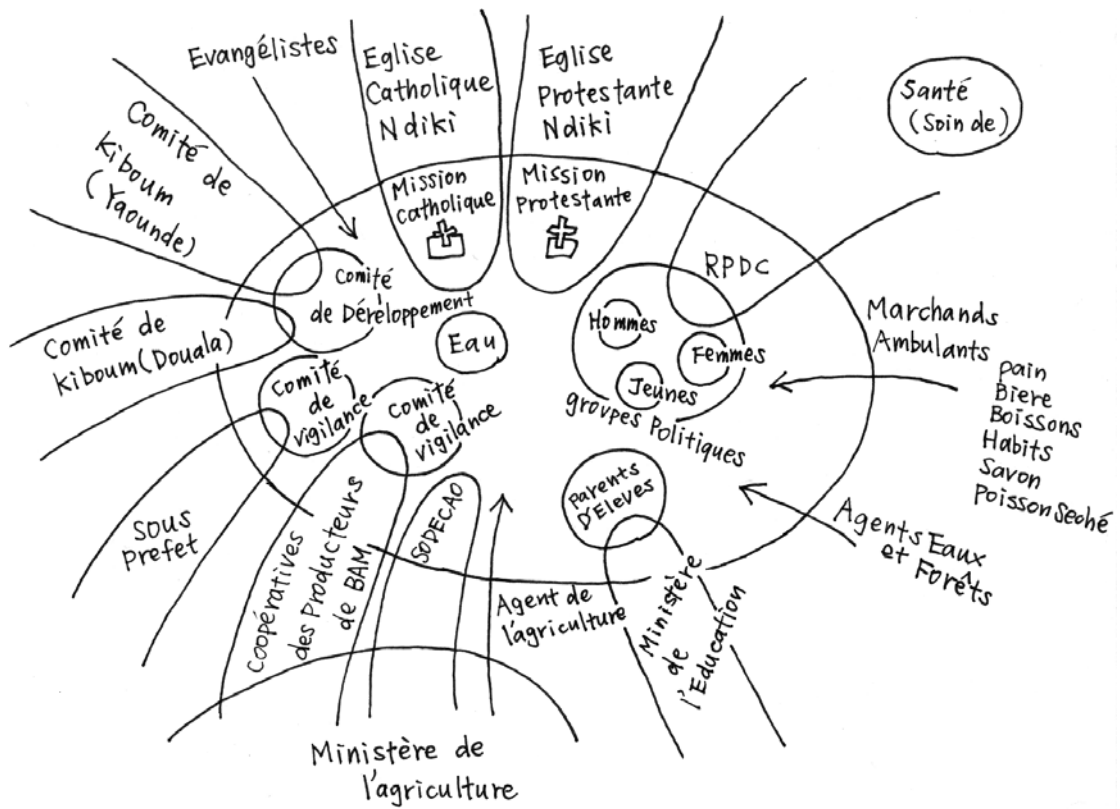 Evangélistes
Eglise
Catholique
Ndiki
Eglise
Protestante
Ndiki
Santé
(Soin de)
Comité de
Kiboum
(Yaounde)
Mission
Catholique
Mission
Protestante
RPDC
Comité
de Déreloppement
Eau
Hommes
Femmes
Jeunes
groupes Politiques
Marchands
Ambulants
pain
Biere
Boissons
Habits
Savon
Poisson Seohé
Comité de
Kiboum (Douala)
Comité
de
vigilance
Comité
de
vigilance
Parents
D'Eleves
Agents Eaux
et Forêts
Sous
Prefet
Coopératives
des Producteurs
de BAM
SODECAO
Agent de
l'agriculture
Ministère
de
l'Education
Ministère de
l'agriculture